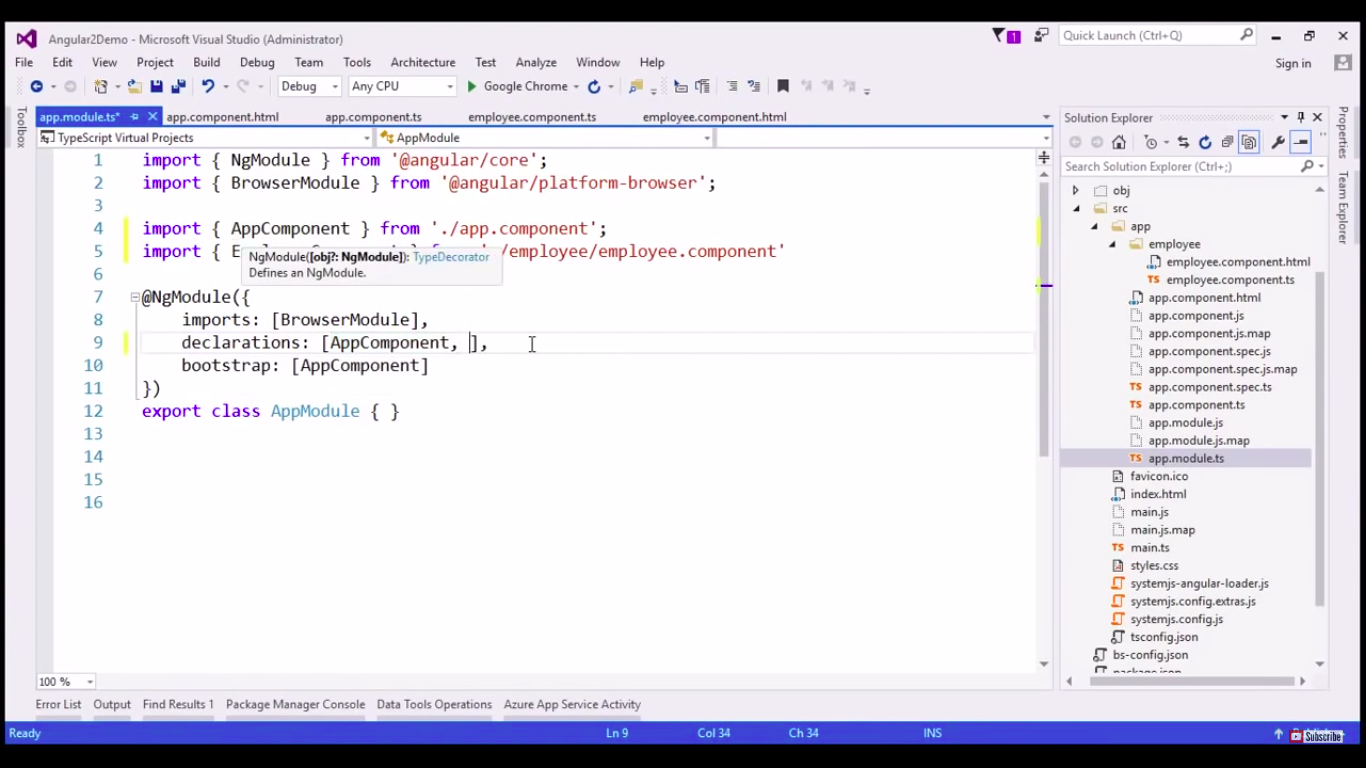 Angular2Demo - Microsoft Visual Studio (Administrator)
1
Quick Launch (Ctrl+Q)
File Edit View Project Build Debug Team Tools Architecture Test Analyze Window Help
Sign in
Debug Any CPU Google Chrome
Toolbox
app.module.ts* app.component.html app.component.ts employee.component.ts employee.component.html
TypeScript Virtual Projects AppModule
1 import { NgModule } from '@angular/core';
2 import { BrowserModule } from '@angular/platform-browser';
3
4 import { AppComponent } from './app.component';
5 import { /employee/employee.component'
NgModule([obj?: NgModule]): TypeDecorator
Defines an NgModule.
6
7 @NgModule({
8 imports: [BrowserModule],
9 declarations: [AppComponent, ],
10 bootstrap: [AppComponent]
11 })
12 export class AppModule { }
13
14
15
16
100 %
Error List Output Find Results 1 Package Manager Console Data Tools Operations Azure App Service Activity
Ready Ln 9 Col 34 Ch 34 INS
Subscribe
Solution Explorer
Search Solution Explorer (Ctrl+;)
obj
src
app
employee
employee.component.html
TS employee.component.ts
app.component.html
app.component.js
app.component.js.map
app.component.spec.js
app.component.spec.js.map
TS app.component.spec.ts
TS app.component.ts
app.module.js
app.module.js.map
TS app.module.ts
favicon.ico
index.html
main.js
main.js.map
TS main.ts
styles.css
systemjs-angular-loader.js
systemjs.config.extras.js
systemjs.config.js
tsconfig.json
bs-config.json
package.json
Properties
Team Explorer